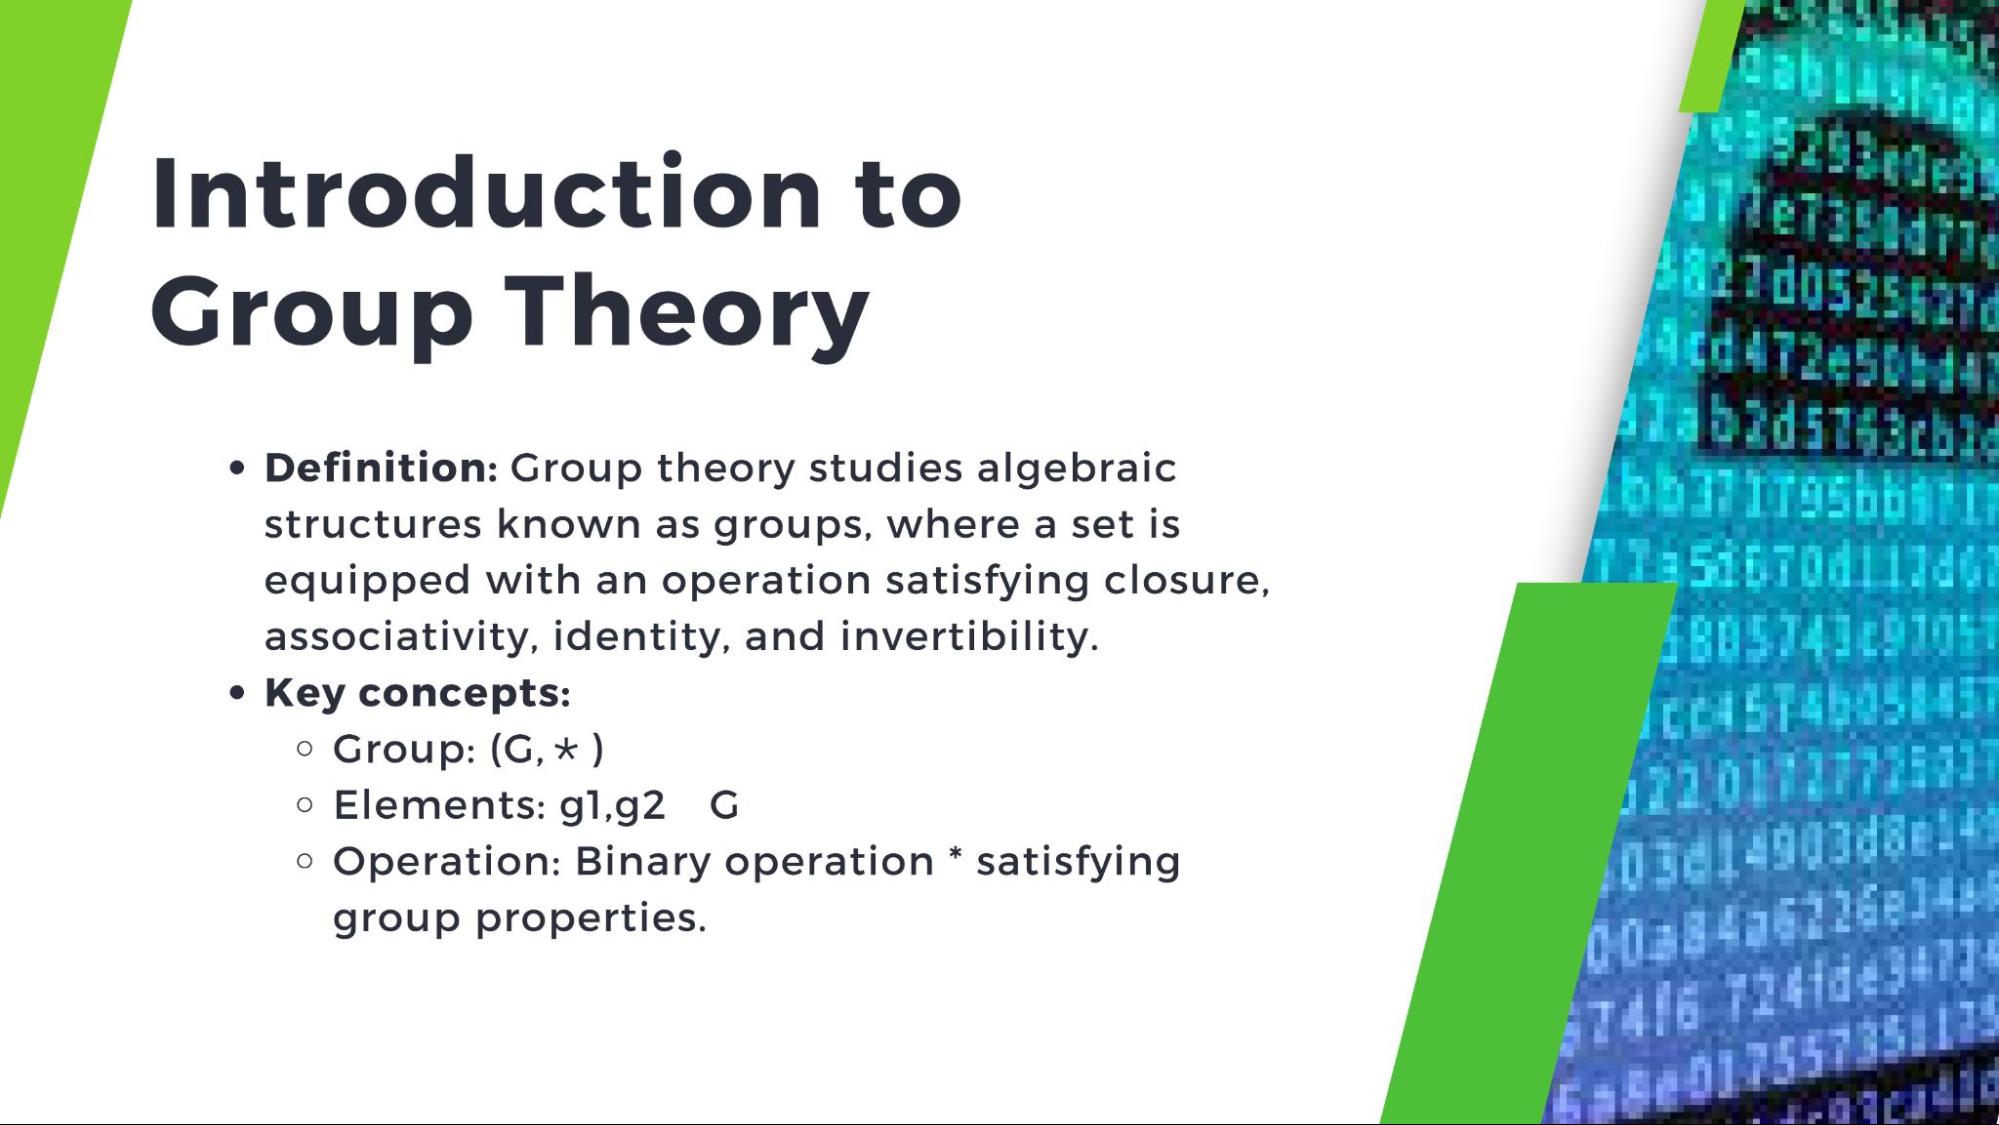 Introduction to
Group Theory
• Definition: Group theory studies algebraic
structures known as groups, where a set is
equipped with an operation satisfying closure,
associativity, identity, and invertibility.
• Key concepts:
○ Group: (G,∗ )
○ Elements: g1,g2 G
○ Operation: Binary operation * satisfying
group properties.